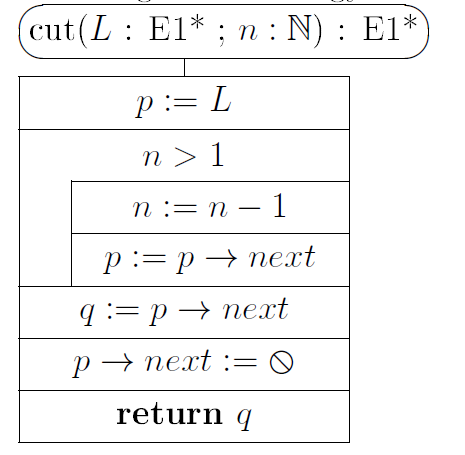 cut(L : E1* ; n : ℕ) : E1*
p := L
n > 1
n := n − 1
p := p → next
q := p → next
p → next := ⦸
return q